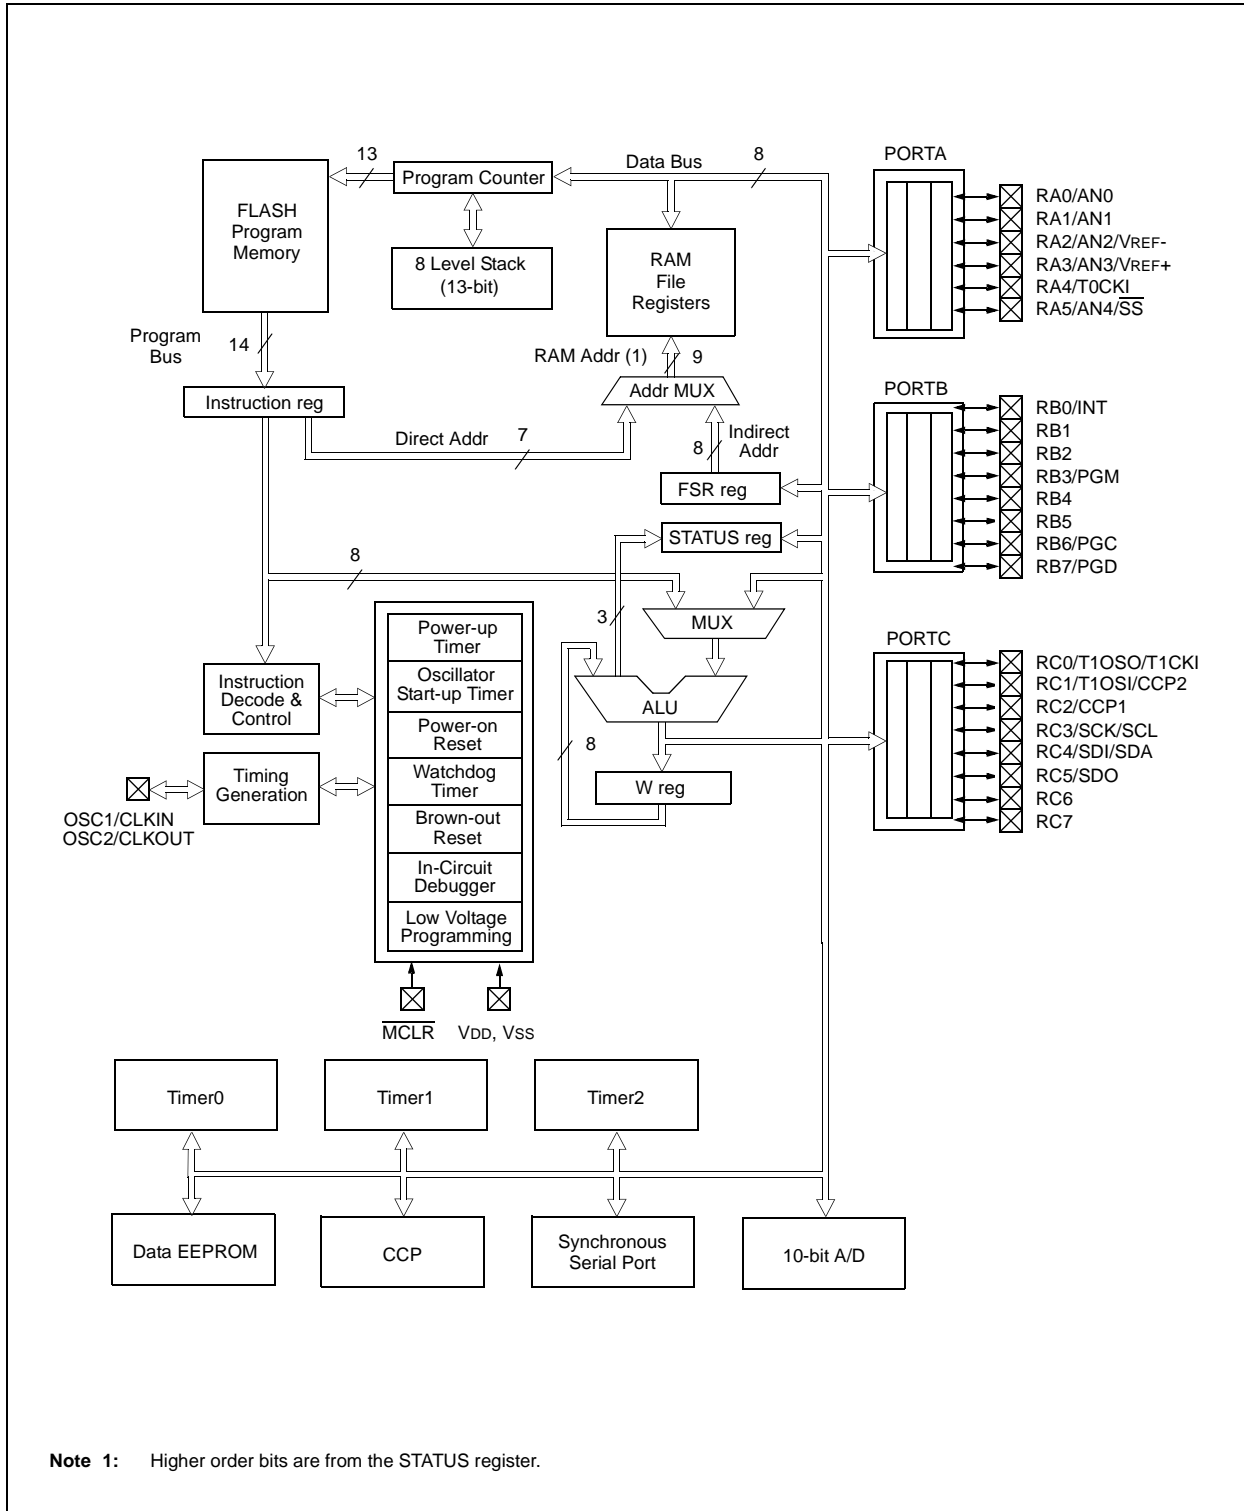 13
Program Counter
Data Bus
8
PORTA
FLASH
Program
Memory
8 Level Stack
(13-bit)
RAM
File
Registers
RA0/AN0
RA1/AN1
RA2/AN2/VREF-
RA3/AN3/VREF+
RA4/T0CKI
RA5/AN4/SS
Program
Bus
14
RAM Addr (1)
9
Addr MUX
Instruction reg
Direct Addr
7
8
Indirect
Addr
FSR reg
STATUS reg
PORTB
RB0/INT
RB1
RB2
RB3/PGM
RB4
RB5
RB6/PGC
RB7/PGD
8
3
MUX
ALU
8
W reg
Power-up
Timer
Oscillator
Start-up Timer
Power-on
Reset
Watchdog
Timer
Brown-out
Reset
In-Circuit
Debugger
Low Voltage
Programming
Instruction
Decode &
Control
Timing
Generation
OSC1/CLKIN
OSC2/CLKOUT
MCLR
VDD, VSS
PORTC
RC0/T1OSO/T1CKI
RC1/T1OSI/CCP2
RC2/CCP1
RC3/SCK/SCL
RC4/SDI/SDA
RC5/SDO
RC6
RC7
Timer0
Timer1
Timer2
Data EEPROM
CCP
Synchronous
Serial Port
10-bit A/D
Note 1: Higher order bits are from the STATUS register.